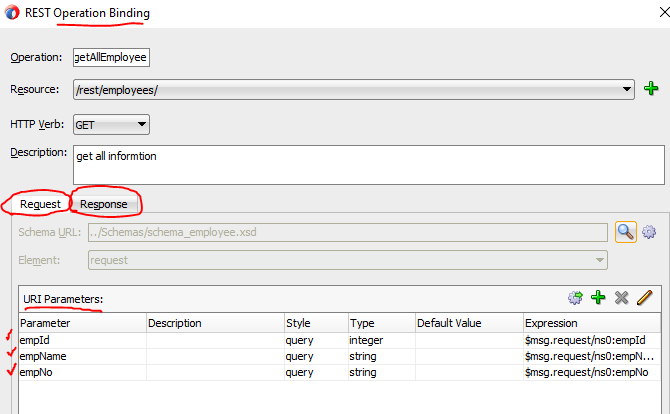 REST Operation Binding
Operation: getAllEmployee
Resource: /rest/employees/
HTTP Verb: GET
Description: get all informtion
Request Response
Schema URL: ../Schemas/schema_employee.xsd
Element: request
URI Parameters:
Parameter Description Style Type Default Value Expression
empId query integer $msg.request/ns0:empId
empName query string $msg.request/ns0:empN...
empNo query string $msg.request/ns0:empNo